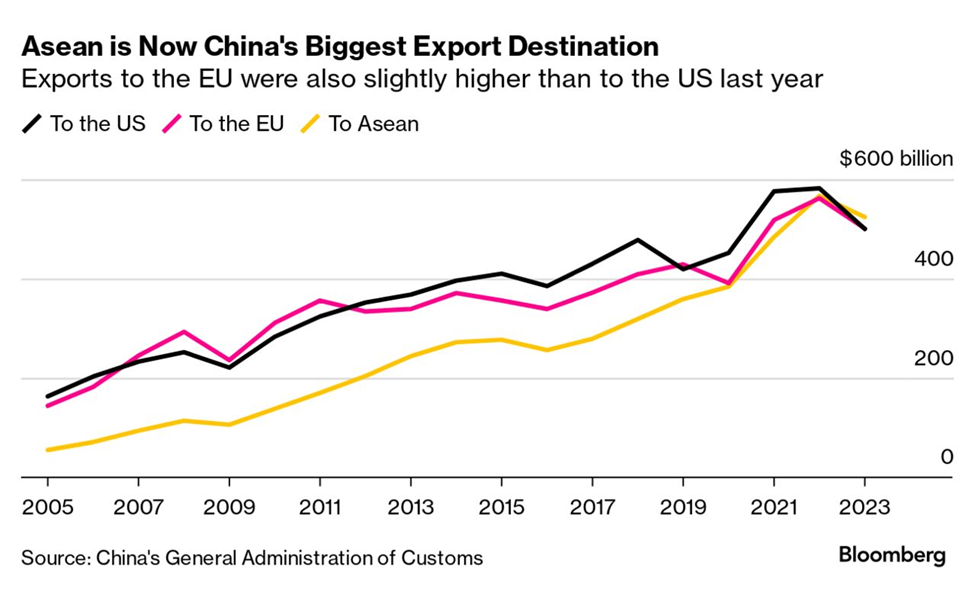 Asean is Now China's Biggest Export Destination
Exports to the EU were also slightly higher than to the US last year
To the US To the EU To Asean
$600 billion
400
200
0
2005 2007 2009 2011 2013 2015 2017 2019 2021 2023
Source: China's General Administration of Customs
Bloomberg